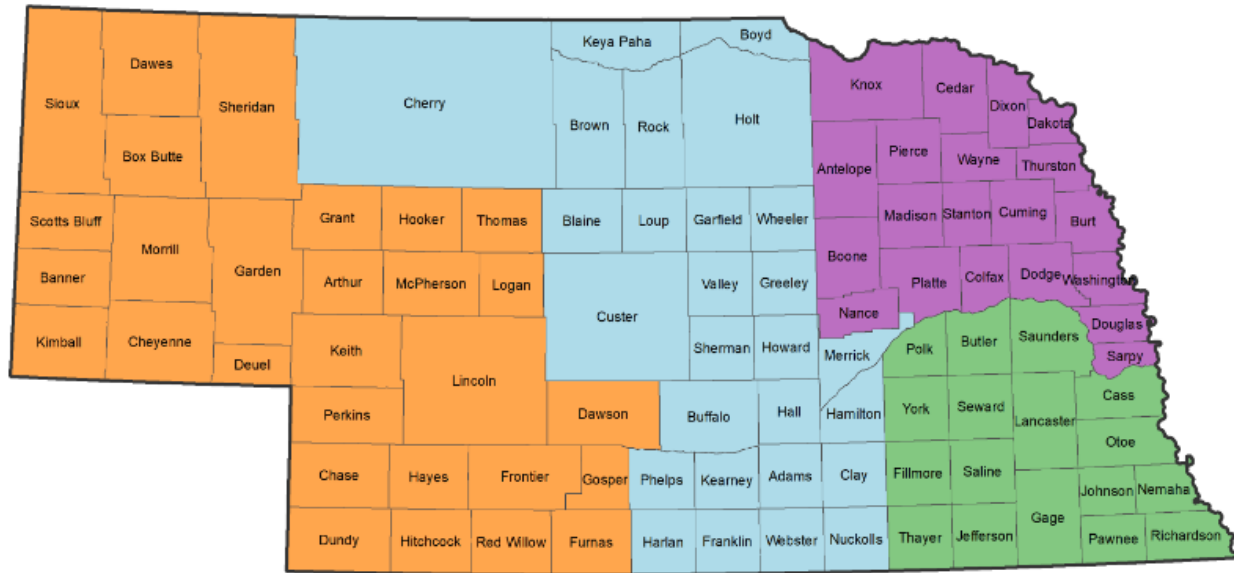 Keya Paha
Boyd
Dawes
Sioux
Sheridan
Cherry
Brown
Rock
Holt
Knox
Cedar
Dixon
Dakota
Box Butte
Antelope
Pierce
Wayne
Thurston
Scotts Bluff
Morrill
Grant
Hooker
Thomas
Blaine
Loup
Garfield
Wheeler
Madison
Stanton
Cuming
Burt
Banner
Garden
Arthur
McPherson
Logan
Custer
Valley
Greeley
Boone
Platte
Colfax
Dodge
Washington
Kimball
Cheyenne
Deuel
Keith
Lincoln
Sherman
Howard
Nance
Merrick
Polk
Butler
Saunders
Douglas
Sarpy
Perkins
Dawson
Buffalo
Hall
Hamilton
York
Seward
Lancaster
Cass
Otoe
Chase
Hayes
Frontier
Gosper
Phelps
Kearney
Adams
Clay
Fillmore
Saline
Gage
Johnson
Nemaha
Dundy
Hitchcock
Red Willow
Furnas
Harlan
Franklin
Webster
Nuckolls
Thayer
Jefferson
Pawnee
Richardson